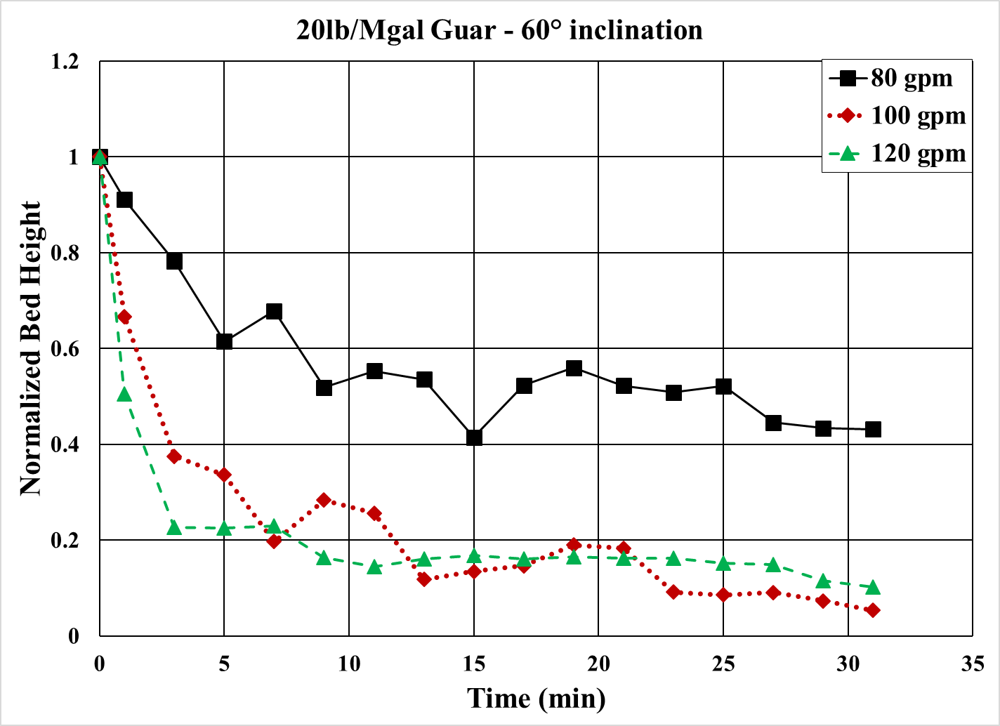 20lb/Mgal Guar - 60° inclination
80 gpm
100 gpm
120 gpm
Normalized Bed Height
1.2
1
0.8
0.6
0.4
0.2
0
0 5 10 15 20 25 30 35
Time (min)